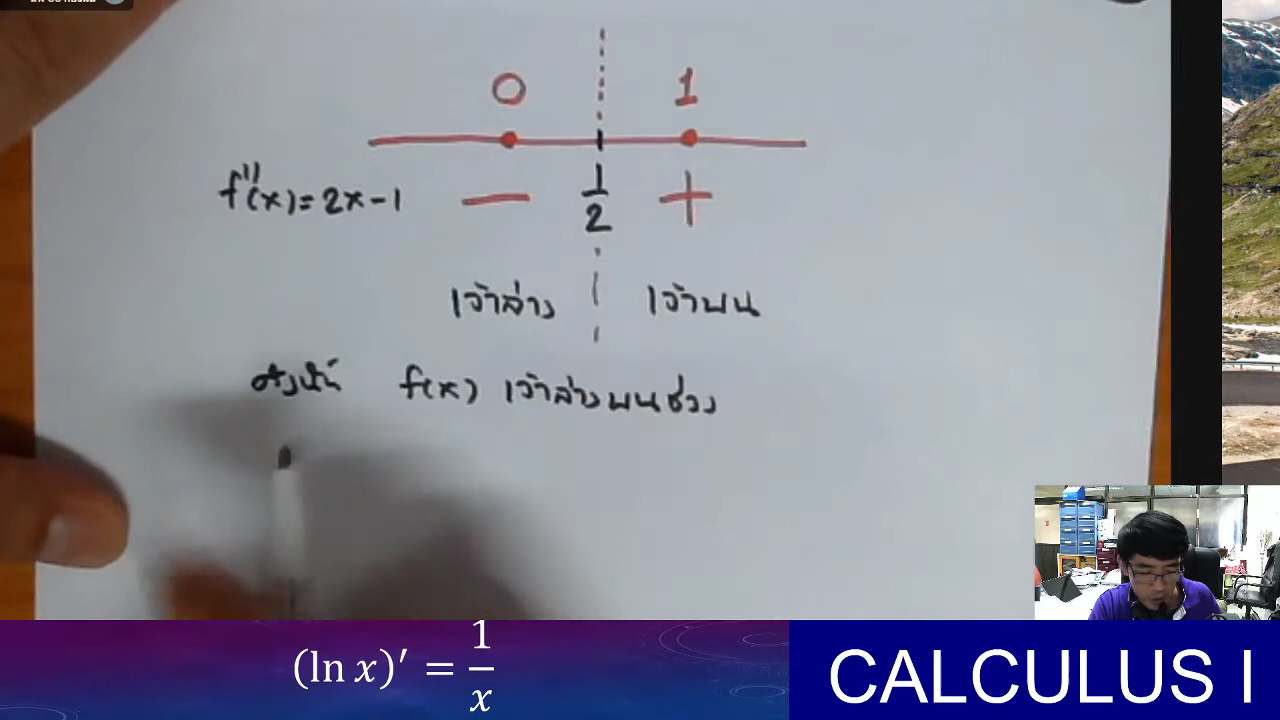 0 1
f''(x)=2x-1 − 1/2 +
เว้าล่าง เว้าบน
ดังนั้น f(x) เว้าล่างบนช่วง
(ln x)′ = 1/x
CALCULUS I